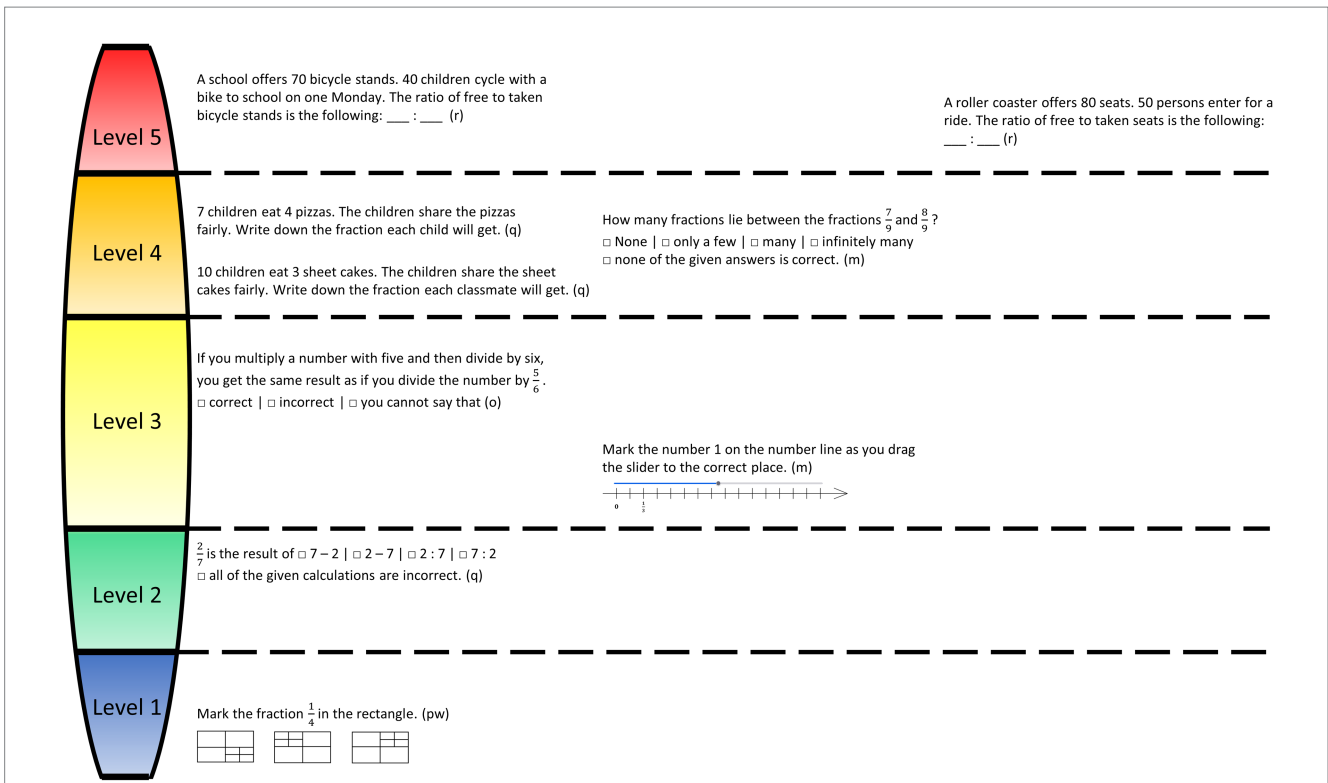 Level 5
A school offers 70 bicycle stands. 40 children cycle with a
bike to school on one Monday. The ratio of free to taken
bicycle stands is the following: ___ : ___ (r)
A roller coaster offers 80 seats. 50 persons enter for a
ride. The ratio of free to taken seats is the following:
___ : ___ (r)
Level 4
7 children eat 4 pizzas. The children share the pizzas
fairly. Write down the fraction each child will get. (q)
10 children eat 3 sheet cakes. The children share the sheet
cakes fairly. Write down the fraction each classmate will get. (q)
How many fractions lie between the fractions 7/9 and 8/9 ?
□ None | □ only a few | □ many | □ infinitely many
□ none of the given answers is correct. (m)
Level 3
If you multiply a number with five and then divide by six,
you get the same result as if you divide the number by 5/6 .
□ correct | □ incorrect | □ you cannot say that (o)
Mark the number 1 on the number line as you drag
the slider to the correct place. (m)
0 1/3
Level 2
2/7 is the result of □ 7 – 2 | □ 2 – 7 | □ 2 : 7 | □ 7 : 2
□ all of the given calculations are incorrect. (q)
Level 1
Mark the fraction 1/4 in the rectangle. (pw)